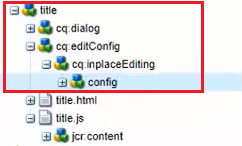 title
cq:dialog
cq:editConfig
cq:inplaceEditing
config
title.html
title.js
jcr:content